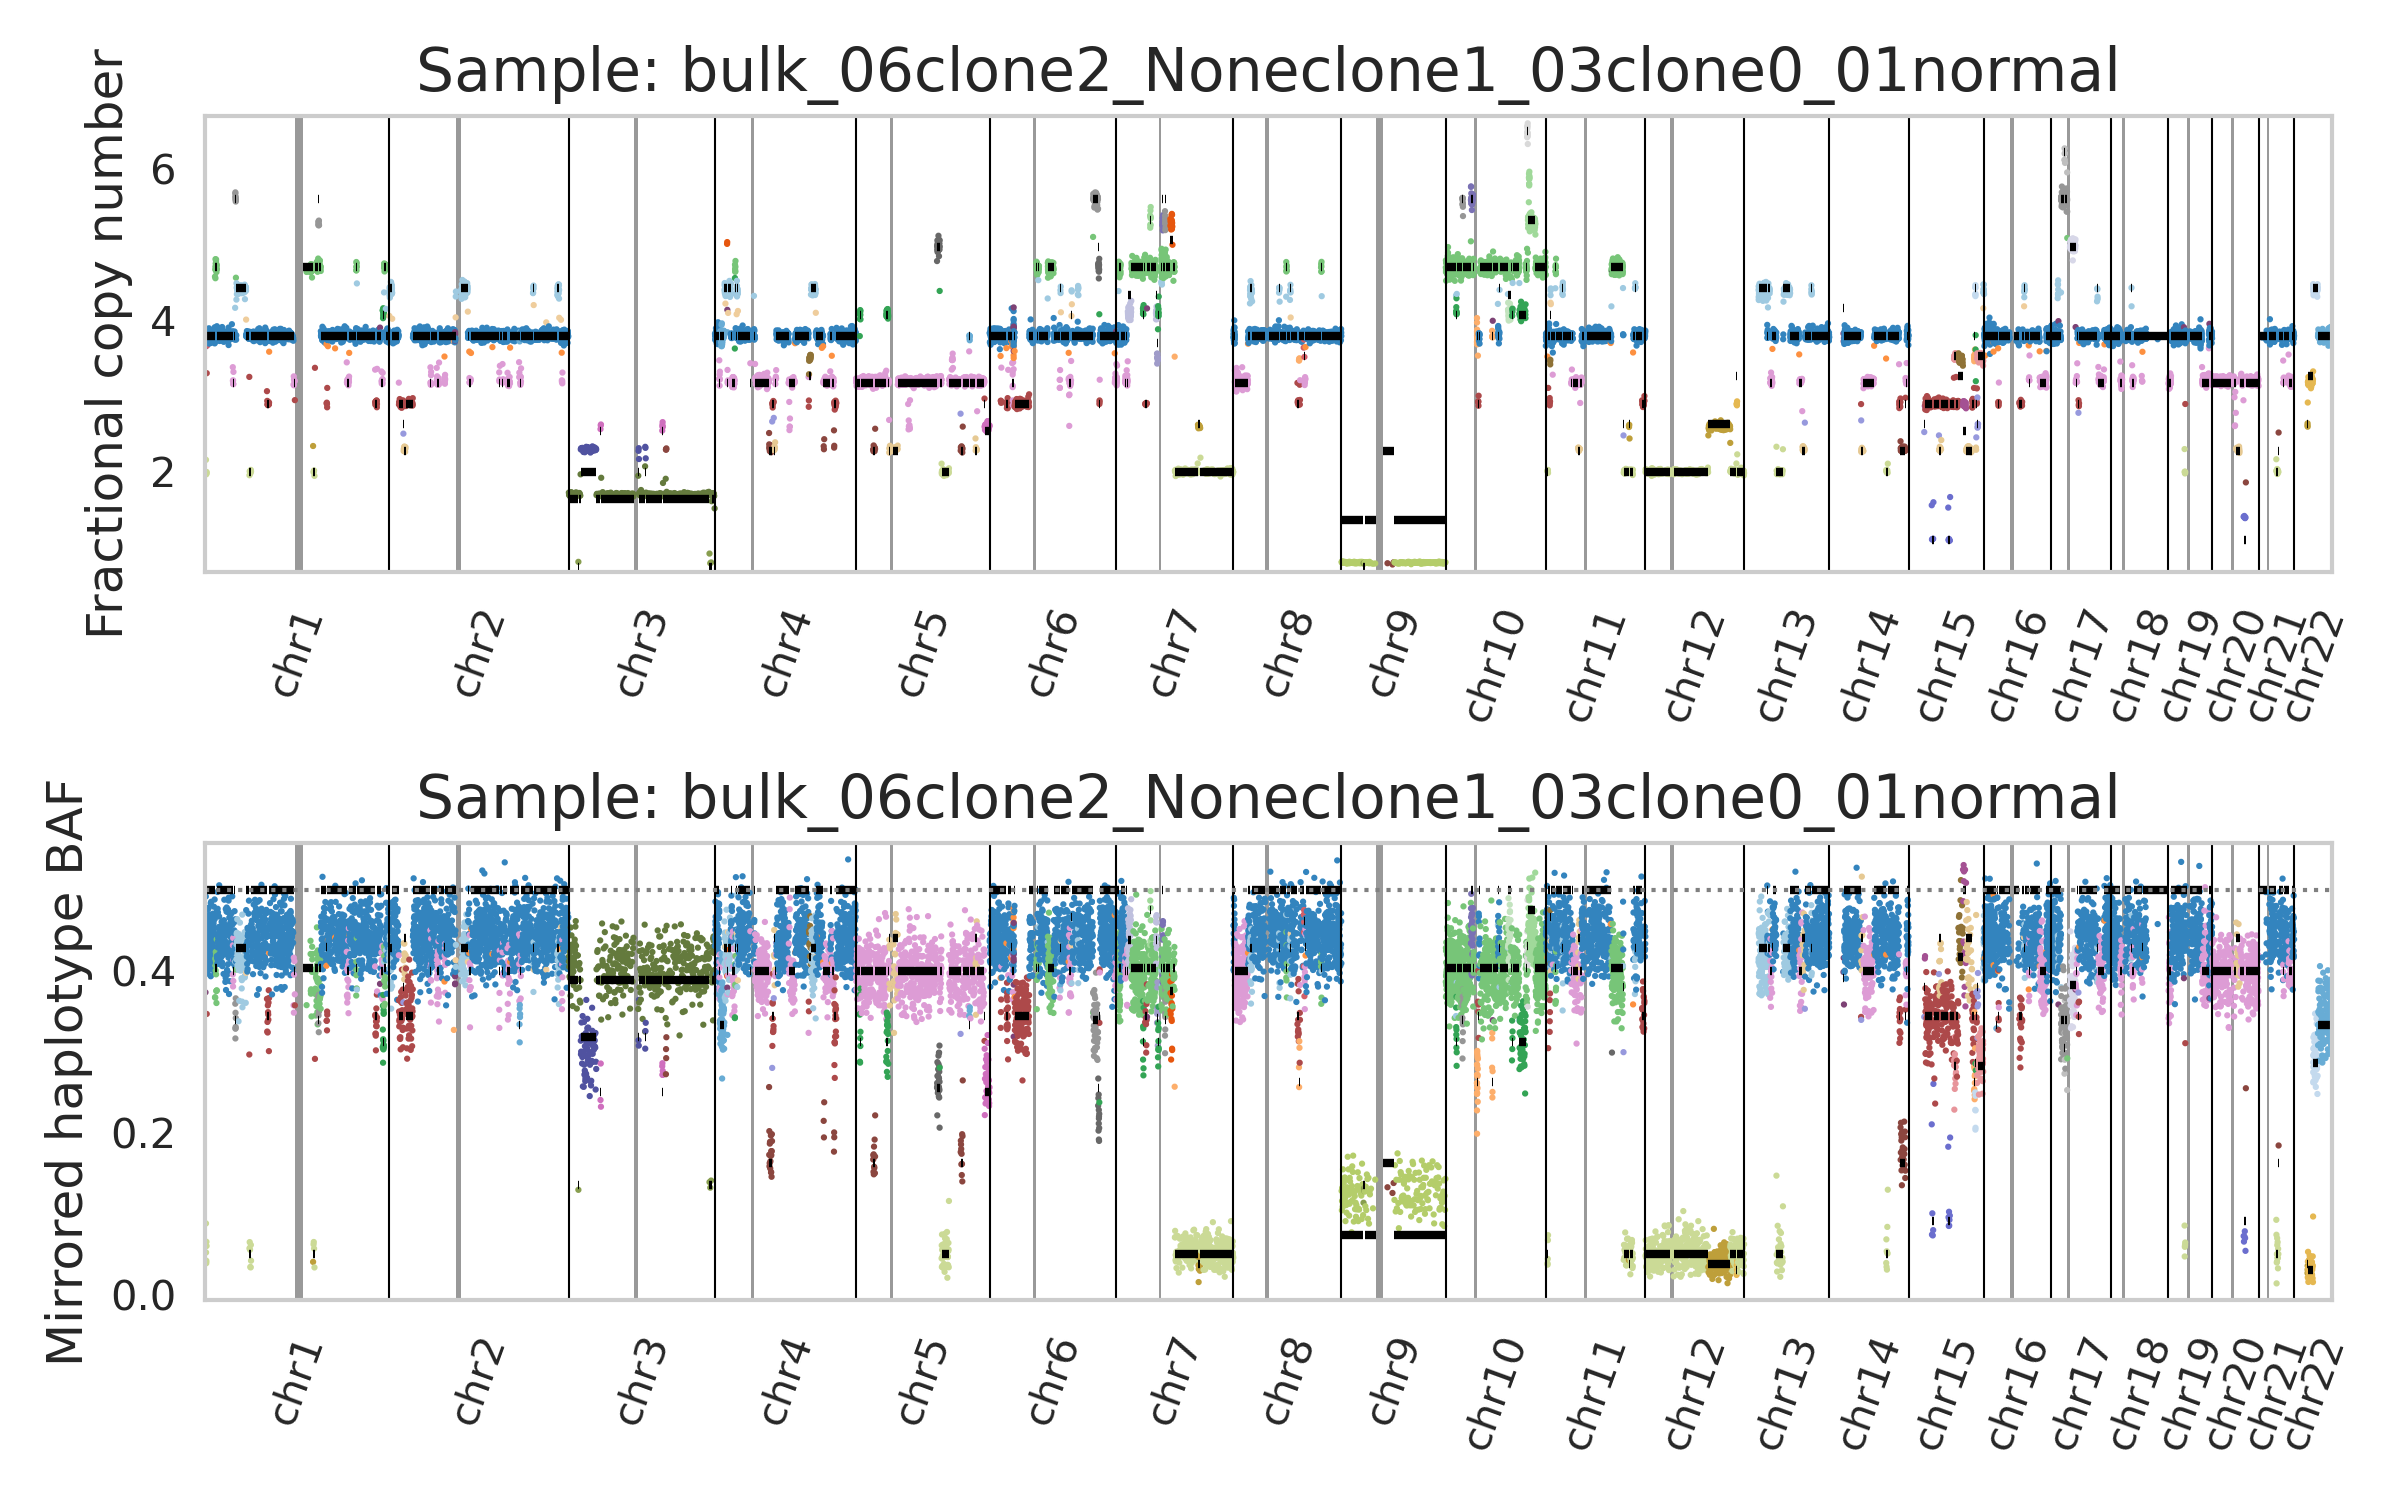 Sample: bulk_06clone2_Noneclone1_03clone0_01normal
Fractional copy number
6
4
2
chr1 chr2 chr3 chr4 chr5 chr6 chr7 chr8 chr9 chr10 chr11 chr12 chr13 chr14 chr15 chr16 chr17 chr18 chr19 chr20 chr21 chr22
Sample: bulk_06clone2_Noneclone1_03clone0_01normal
Mirrored haplotype BAF
0.4
0.2
0.0
chr1 chr2 chr3 chr4 chr5 chr6 chr7 chr8 chr9 chr10 chr11 chr12 chr13 chr14 chr15 chr16 chr17 chr18 chr19 chr20 chr21 chr22